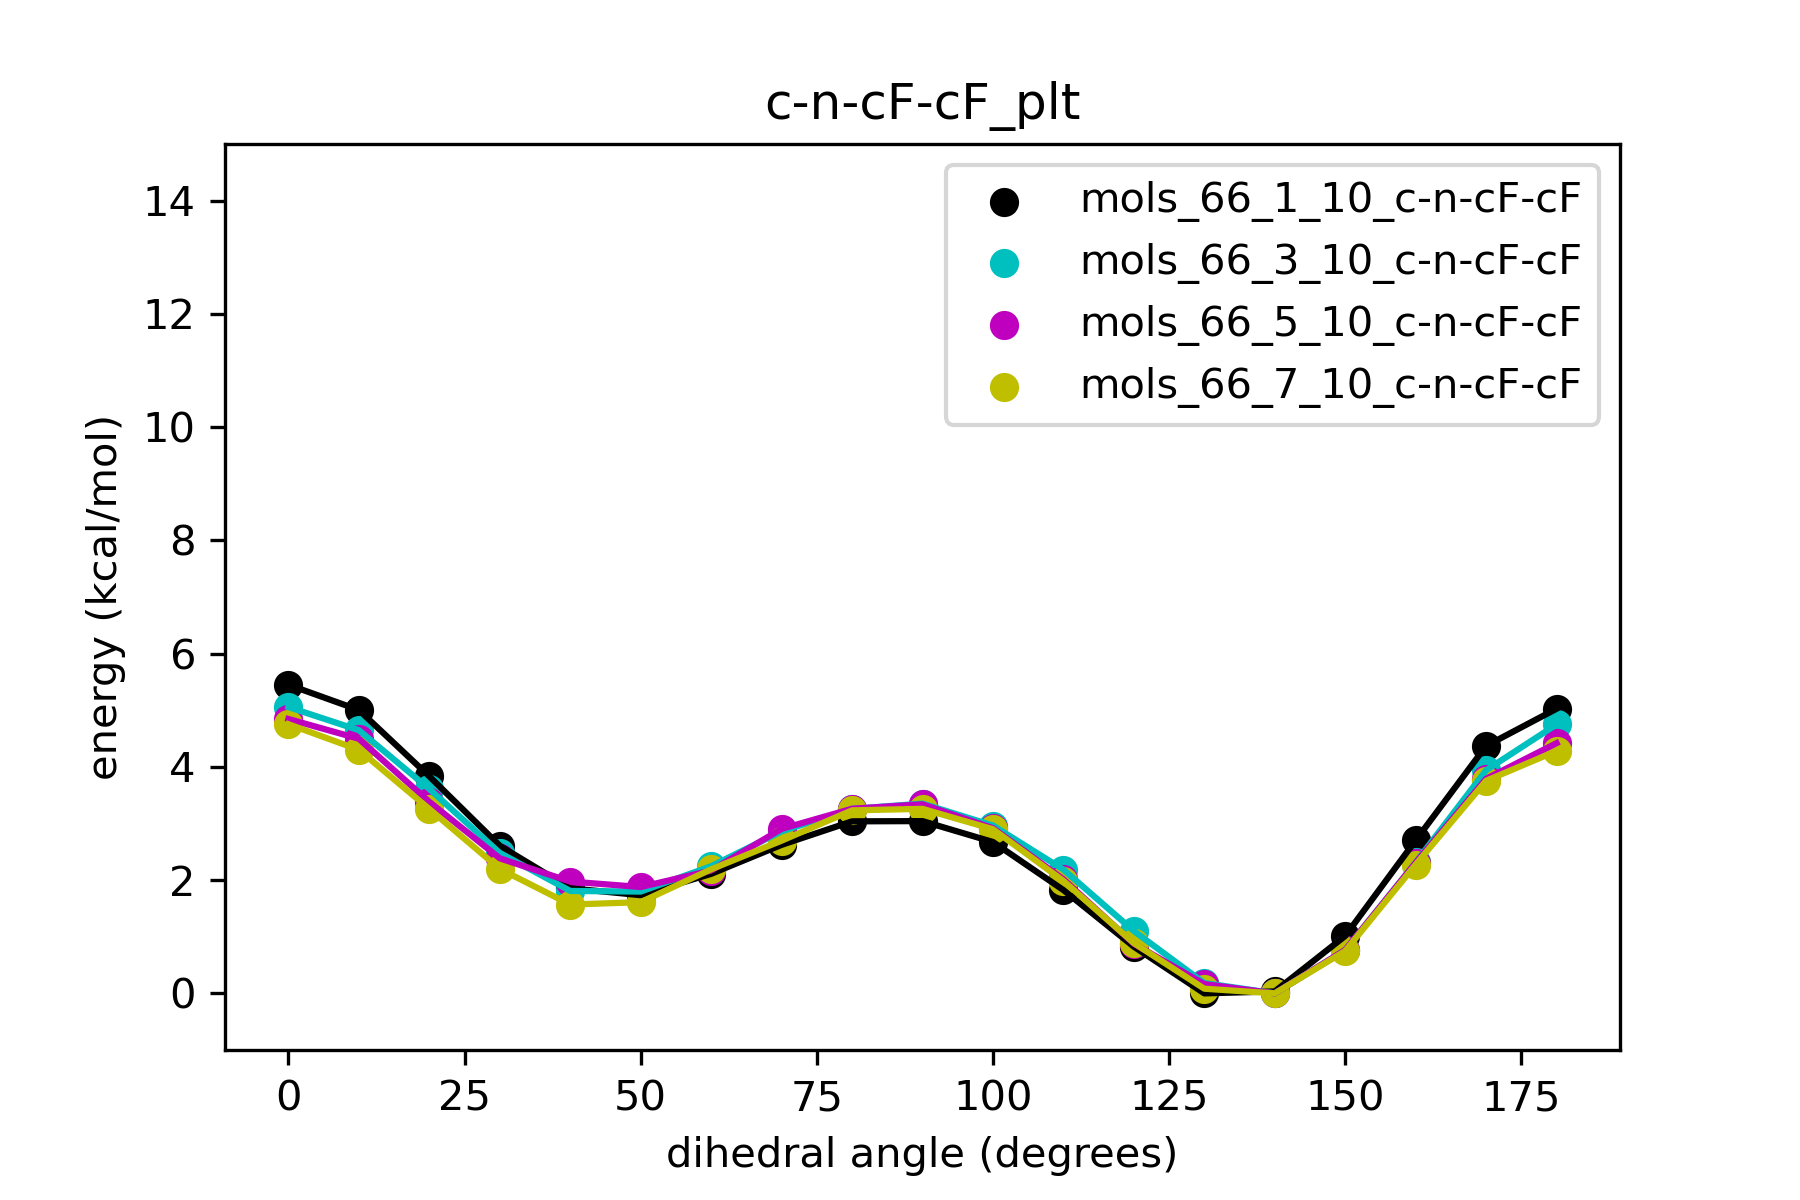 c-n-cF-cF_plt
mols_66_1_10_c-n-cF-cF
mols_66_3_10_c-n-cF-cF
mols_66_5_10_c-n-cF-cF
mols_66_7_10_c-n-cF-cF
energy (kcal/mol)
14
12
10
8
6
4
2
0
0 25 50 75 100 125 150 175
dihedral angle (degrees)